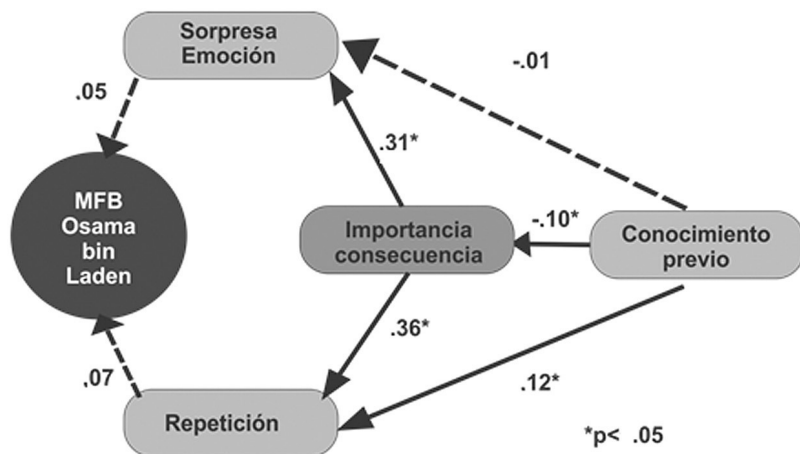 Sorpresa
Emoción
-.01
.05
.31*
MFB
Osama
bin
Laden
Importancia
consecuencia
-.10*
Conocimiento
previo
.36*
.07
.12*
Repetición
*p< .05